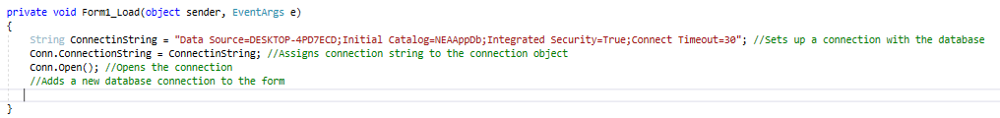 private void Form1_Load(object sender, EventArgs e)
{
String ConnectinString = "Data Source=DESKTOP-4PD7ECD;Initial Catalog=NEAAppDb;Integrated Security=True;Connect Timeout=30"; //Sets up a connection with the database
Conn.ConnectionString = ConnectinString; //Assigns connection string to the connection object
Conn.Open(); //Opens the connection
//Adds a new database connection to the form
}